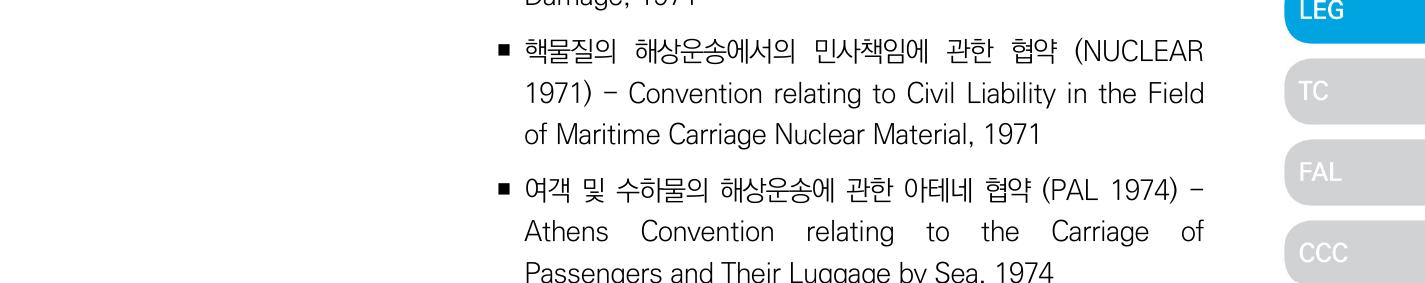 Damage, 1971
■ 핵물질의 해상운송에서의 민사책임에 관한 협약 (NUCLEAR
1971) - Convention relating to Civil Liability in the Field
of Maritime Carriage Nuclear Material, 1971
■ 여객 및 수하물의 해상운송에 관한 아테네 협약 (PAL 1974) -
Athens Convention relating to the Carriage of
Passengers and Their Luggage by Sea, 1974
LEG
TC
FAL
CCC